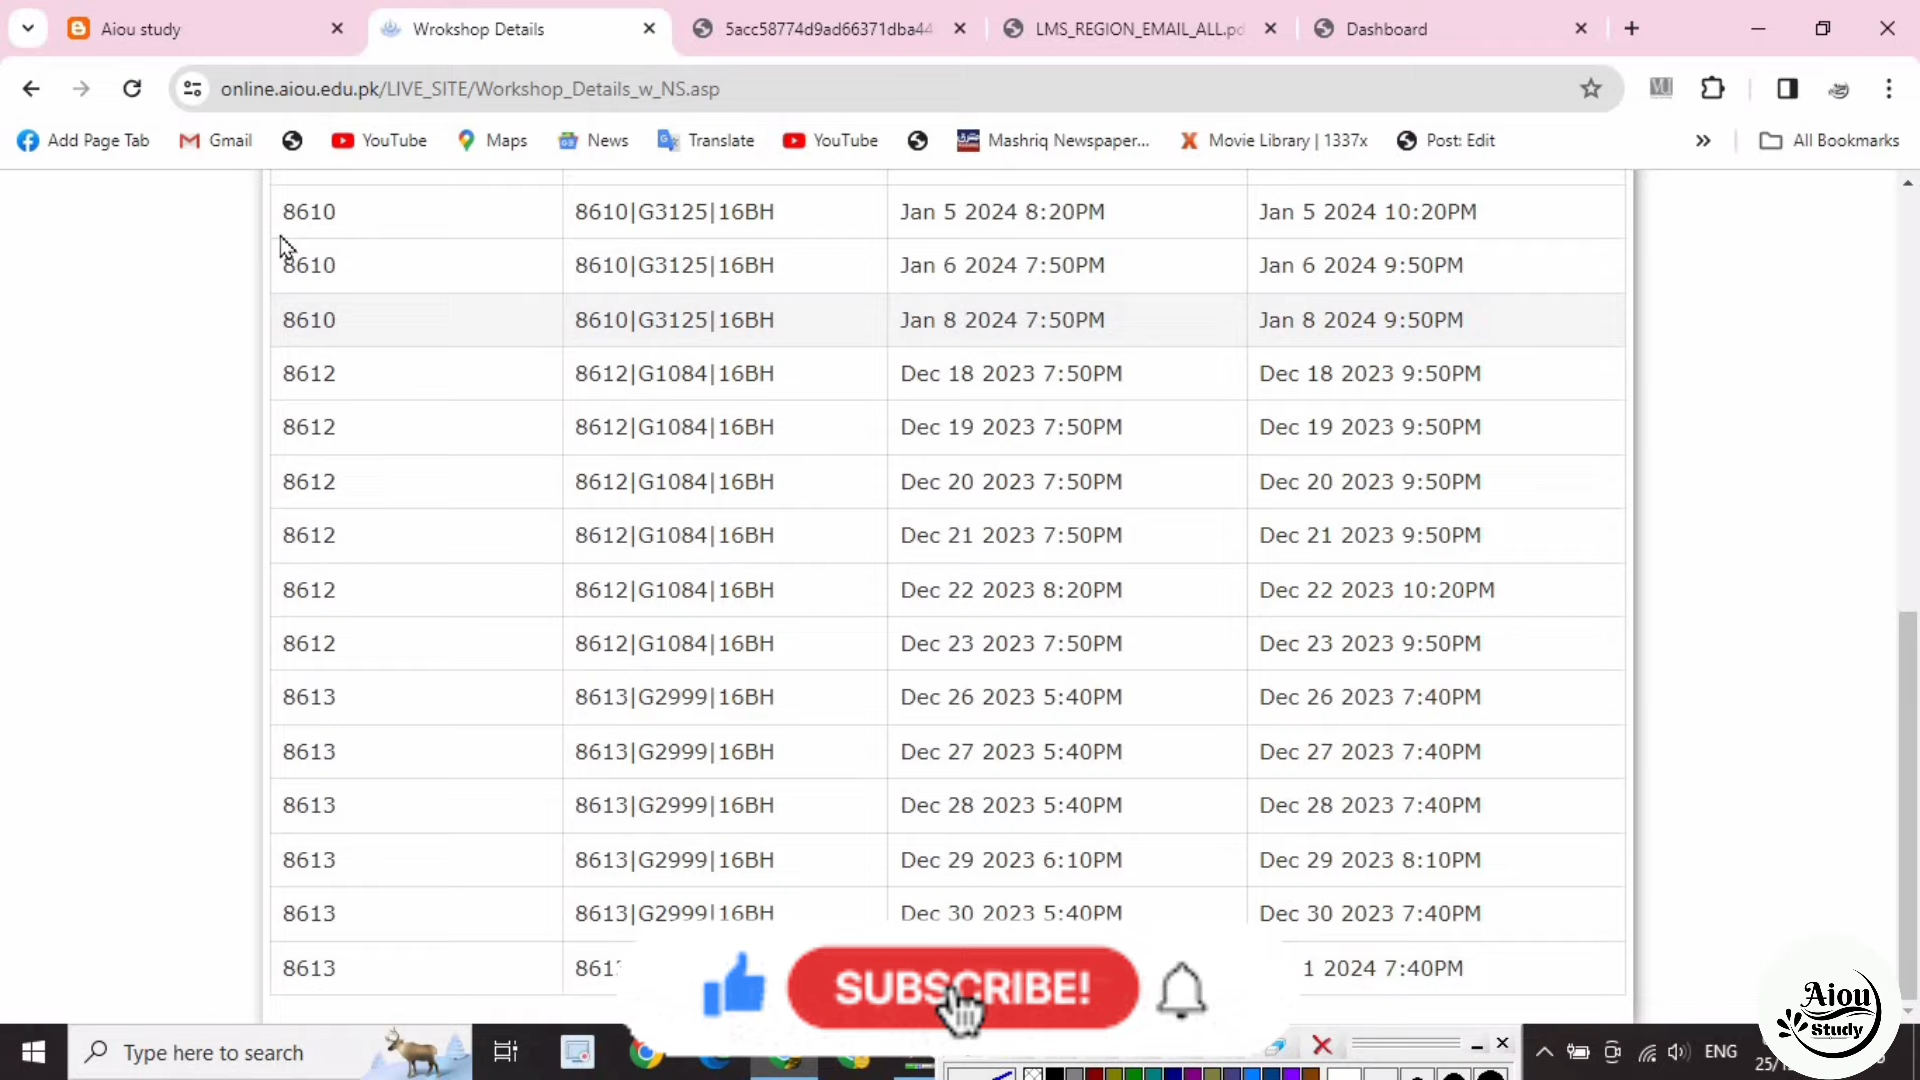 Aiou study
Wrokshop Details
5acc58774d9ad66371dba44
LMS_REGION_EMAIL_ALL.pd
Dashboard
online.aiou.edu.pk/LIVE_SITE/Workshop_Details_w_NS.asp
Add Page Tab
Gmail
YouTube
Maps
News
Translate
YouTube
Mashriq Newspaper...
Movie Library | 1337x
Post: Edit
All Bookmarks
8610 8610|G3125|16BH Jan 5 2024 8:20PM Jan 5 2024 10:20PM
8610 8610|G3125|16BH Jan 6 2024 7:50PM Jan 6 2024 9:50PM
8610 8610|G3125|16BH Jan 8 2024 7:50PM Jan 8 2024 9:50PM
8612 8612|G1084|16BH Dec 18 2023 7:50PM Dec 18 2023 9:50PM
8612 8612|G1084|16BH Dec 19 2023 7:50PM Dec 19 2023 9:50PM
8612 8612|G1084|16BH Dec 20 2023 7:50PM Dec 20 2023 9:50PM
8612 8612|G1084|16BH Dec 21 2023 7:50PM Dec 21 2023 9:50PM
8612 8612|G1084|16BH Dec 22 2023 8:20PM Dec 22 2023 10:20PM
8612 8612|G1084|16BH Dec 23 2023 7:50PM Dec 23 2023 9:50PM
8613 8613|G2999|16BH Dec 26 2023 5:40PM Dec 26 2023 7:40PM
8613 8613|G2999|16BH Dec 27 2023 5:40PM Dec 27 2023 7:40PM
8613 8613|G2999|16BH Dec 28 2023 5:40PM Dec 28 2023 7:40PM
8613 8613|G2999|16BH Dec 29 2023 6:10PM Dec 29 2023 8:10PM
8613 8613|G2999|16BH Dec 30 2023 5:40PM Dec 30 2023 7:40PM
8613 861 1 2024 7:40PM
SUBSCRIBE!
Aiou
Study
Type here to search
ENG
25/